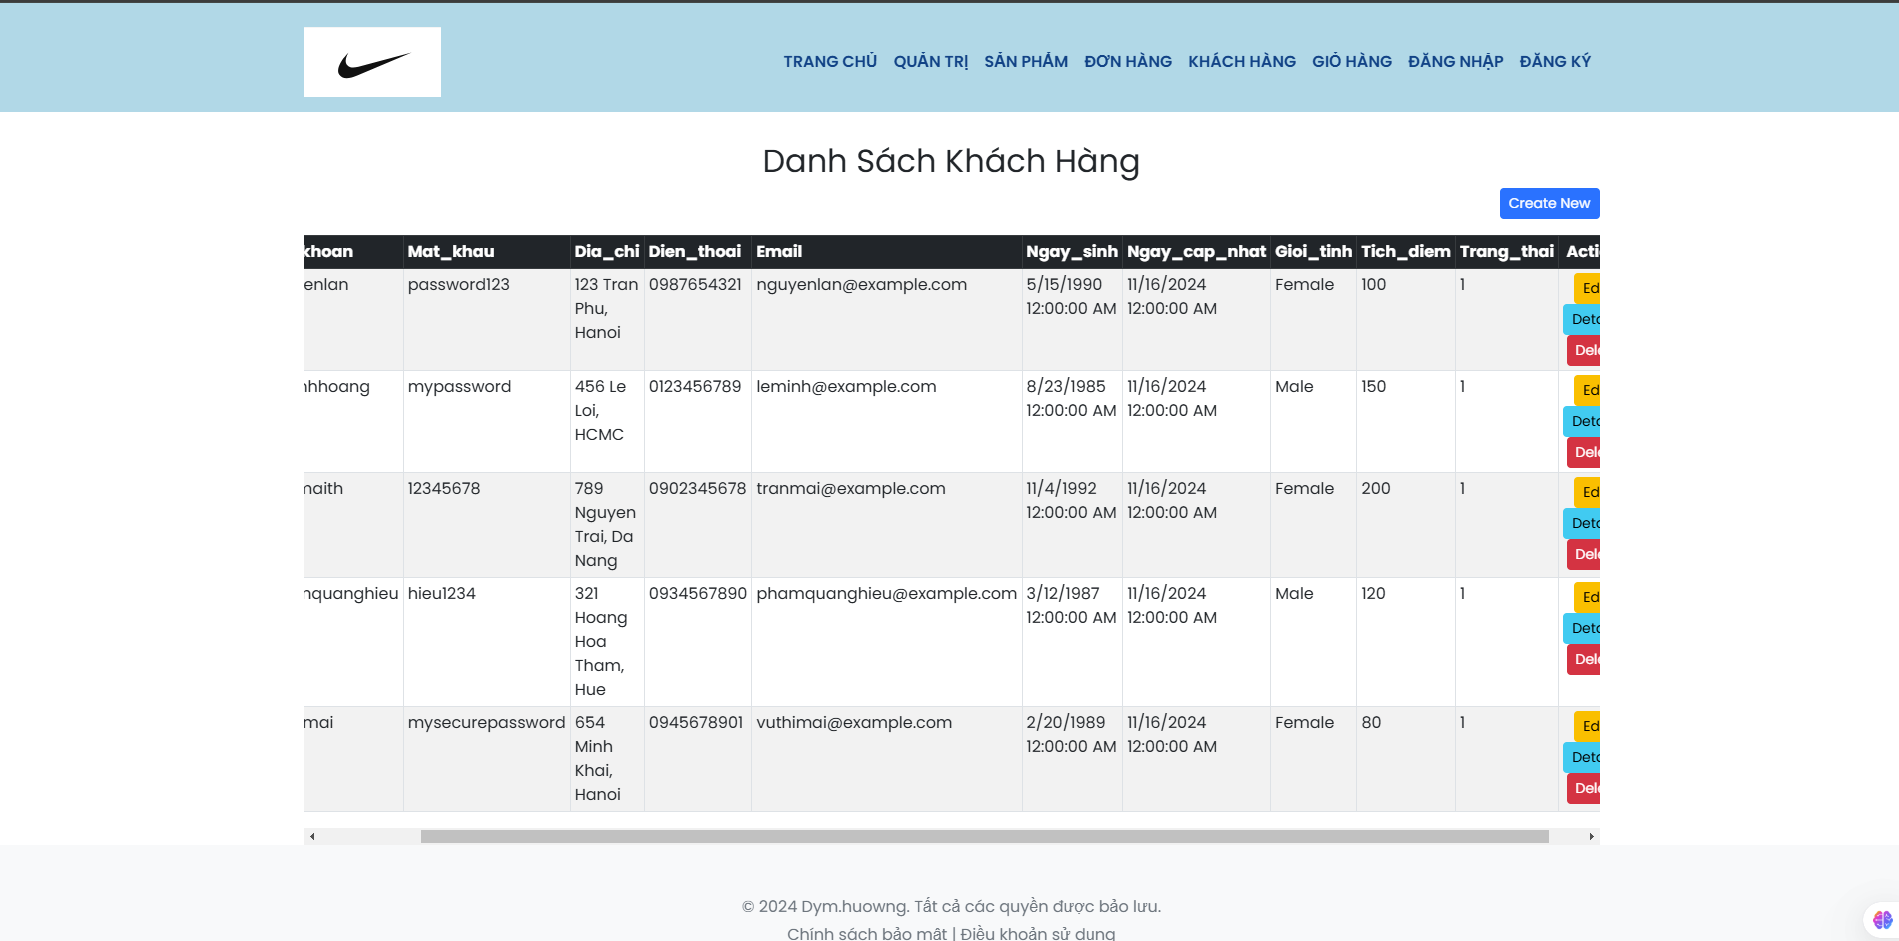 TRANG CHỦ QUẢN TRỊ SẢN PHẨM ĐƠN HÀNG KHÁCH HÀNG GIỎ HÀNG ĐĂNG NHẬP ĐĂNG KÝ
Danh Sách Khách Hàng
Create New
khoan Mat_khau Dia_chi Dien_thoai Email Ngay_sinh Ngay_cap_nhat Gioi_tinh Tich_diem Trang_thai Acti
enlan password123 123 Tran 0987654321 nguyenlan@example.com 5/15/1990 11/16/2024 Female 100 1 Ed
Phu, 12:00:00 AM 12:00:00 AM Deta
Hanoi Dele
nhhoang mypassword 456 Le 0123456789 leminh@example.com 8/23/1985 11/16/2024 Male 150 1 Ed
Loi, 12:00:00 AM 12:00:00 AM Deta
HCMC Dele
maith 12345678 789 0902345678 tranmai@example.com 11/4/1992 11/16/2024 Female 200 1 Ed
Nguyen 12:00:00 AM 12:00:00 AM Deta
Trai, Da Dele
Nang
nquanghieu hieu1234 321 0934567890 phamquanghieu@example.com 3/12/1987 11/16/2024 Male 120 1 Ed
Hoang 12:00:00 AM 12:00:00 AM Deta
Hoa Dele
Tham,
Hue
mai mysecurepassword 654 0945678901 vuthimai@example.com 2/20/1989 11/16/2024 Female 80 1 Ed
Minh 12:00:00 AM 12:00:00 AM Deta
Khai, Dele
Hanoi
© 2024 Dym.huowng. Tất cả các quyền được bảo lưu.
Chính sách bảo mật | Điều khoản sử dụng